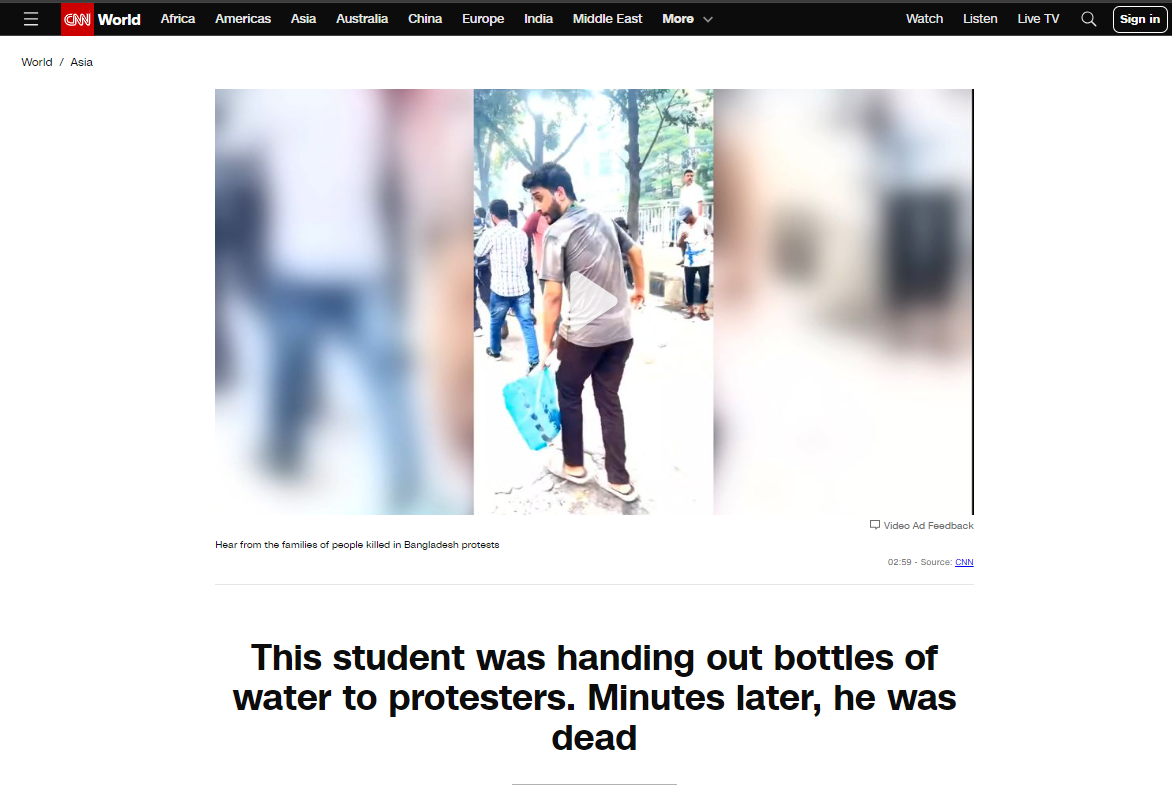 CNN World Africa Americas Asia Australia China Europe India Middle East More Watch Listen Live TV Sign in
World / Asia
Video Ad Feedback
Hear from the families of people killed in Bangladesh protests
02:59 - Source: CNN
This student was handing out bottles of
water to protesters. Minutes later, he was
dead